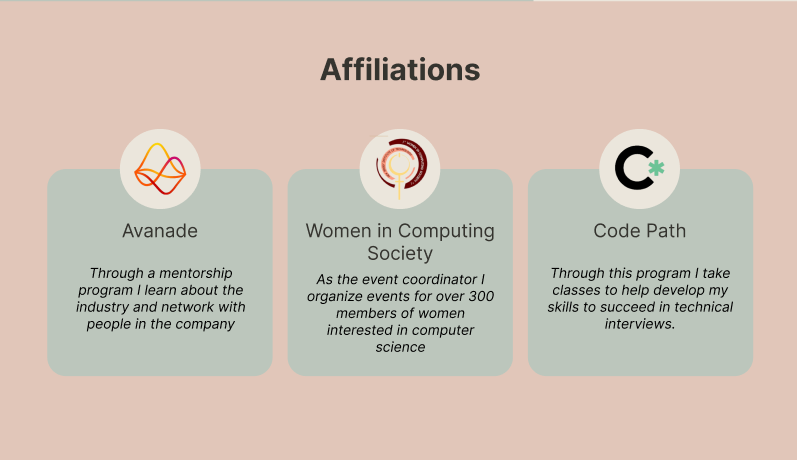 Affiliations
Avanade
Through a mentorship
program I learn about the
industry and network with
people in the company
Women in Computing
Society
As the event coordinator I
organize events for over 300
members of women
interested in computer
science
Code Path
Through this program I take
classes to help develop my
skills to succeed in technical
interviews.